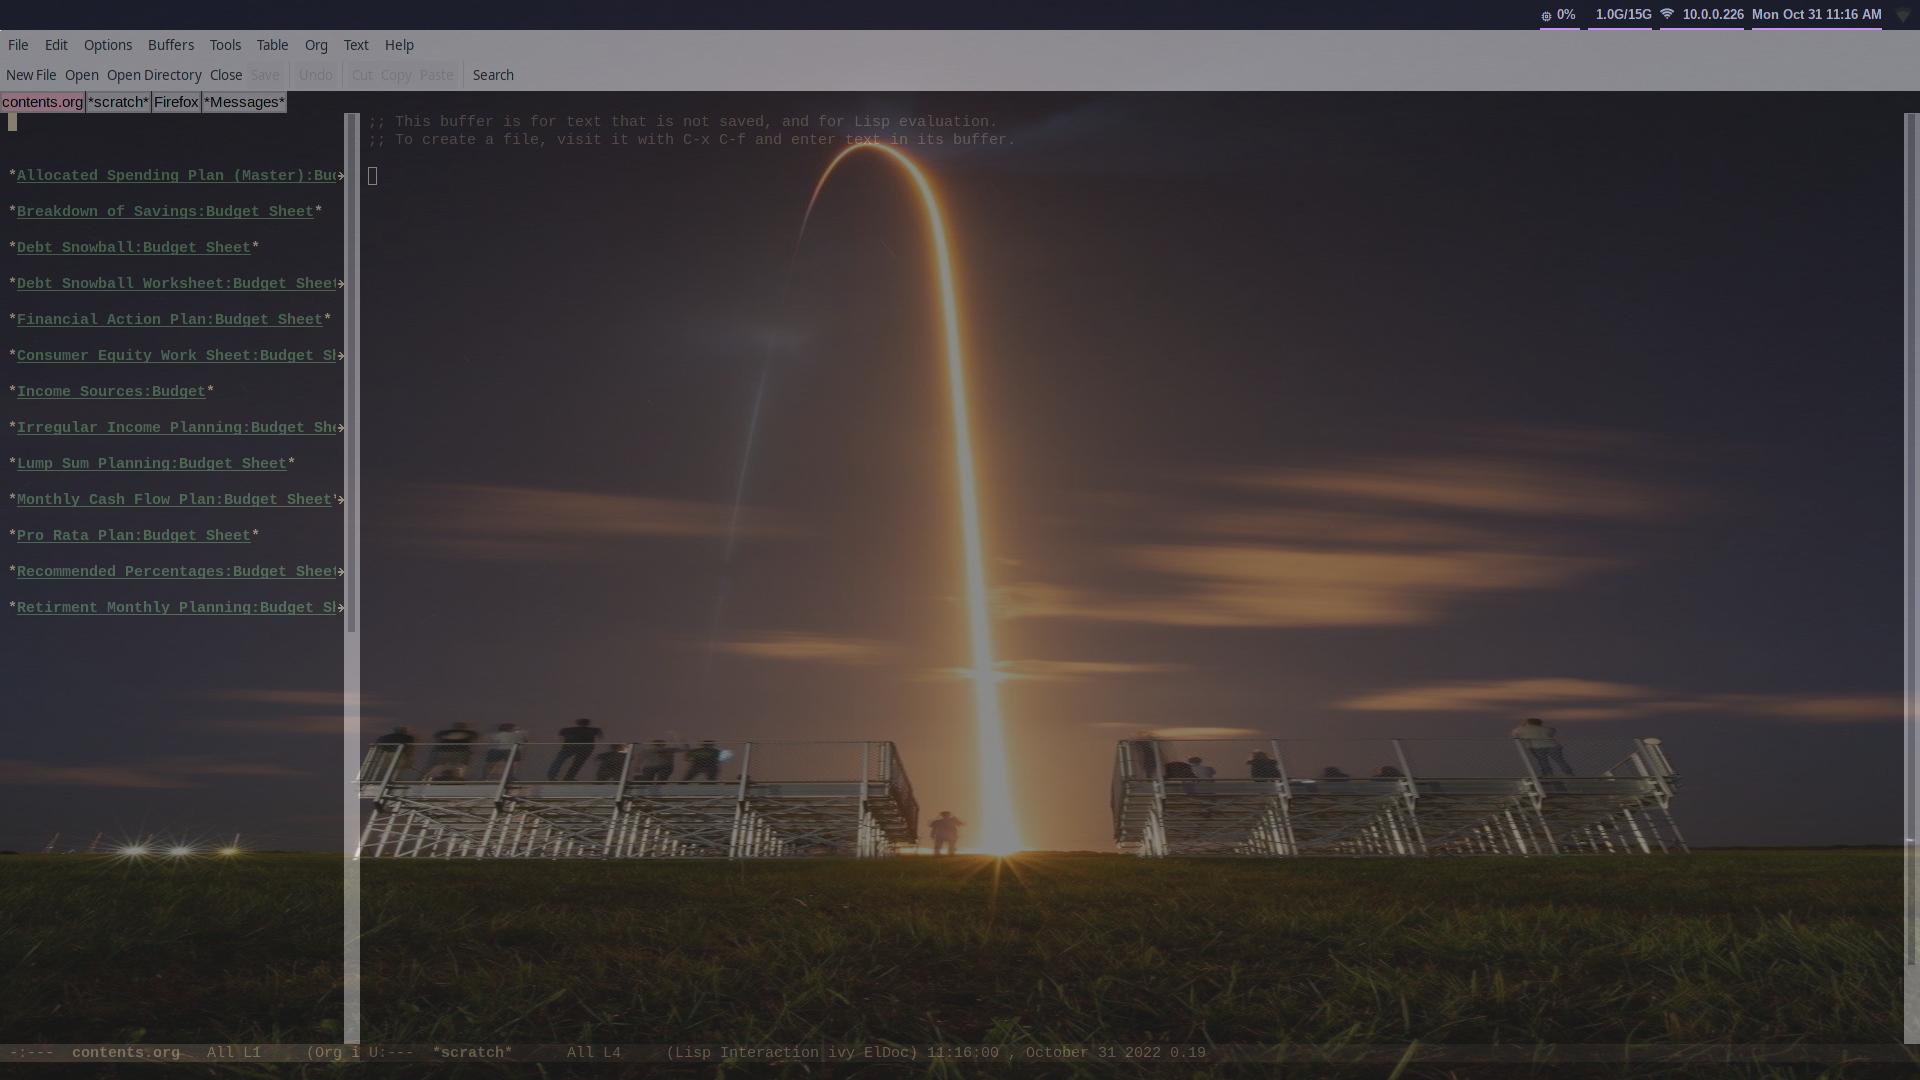 0% 1.0G/15G 10.0.0.226 Mon Oct 31 11:16 AM
File Edit Options Buffers Tools Table Org Text Help
New File Open Open Directory Close Save Undo Cut Copy Paste Search
contents.org *scratch* Firefox *Messages*
;; This buffer is for text that is not saved, and for Lisp evaluation.
;; To create a file, visit it with C-x C-f and enter text in its buffer.
*Allocated Spending Plan (Master):Bud
*Breakdown of Savings:Budget Sheet*
*Debt Snowball:Budget Sheet*
*Debt Snowball Worksheet:Budget Sheet
*Financial Action Plan:Budget Sheet*
*Consumer Equity Work Sheet:Budget Sh
*Income Sources:Budget*
*Irregular Income Planning:Budget She
*Lump Sum Planning:Budget Sheet*
*Monthly Cash Flow Plan:Budget Sheet*
*Pro Rata Plan:Budget Sheet*
*Recommended Percentages:Budget Sheet
*Retirment Monthly Planning:Budget Sh
-:--- contents.org All L1 (Org i U:--- *scratch* All L4 (Lisp Interaction ivy ElDoc) 11:16:00 , October 31 2022 0.19